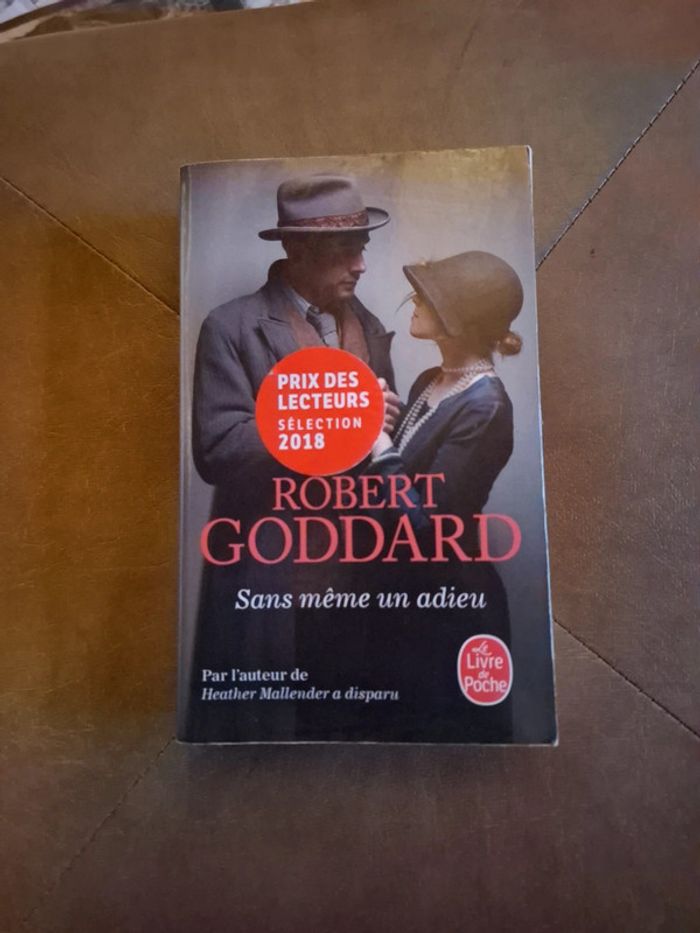 PRIX DES
LECTEURS
SÉLECTION
2018
ROBERT
GODDARD
Sans même un adieu
Par l'auteur de
Heather Mallender a disparu
Le
Livre
de
Poche